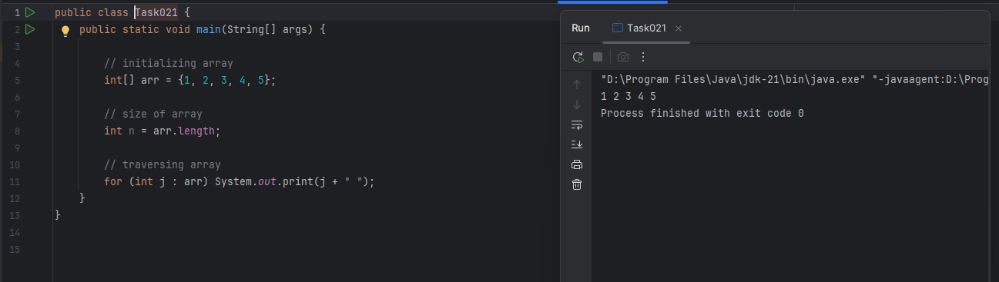 1 public class Task021 {
2 public static void main(String[] args) {
3
4 // initializing array
5 int[] arr = {1, 2, 3, 4, 5};
6
7 // size of array
8 int n = arr.length;
9
10 // traversing array
11 for (int j : arr) System.out.print(j + " ");
12 }
13 }
14
15
Run Task021
"D:\Program Files\Java\jdk-21\bin\java.exe" "-javaagent:D:\Prog
1 2 3 4 5
Process finished with exit code 0